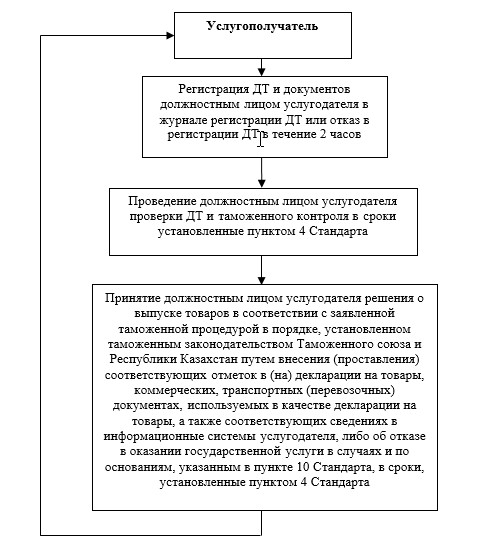 Услугополучатель
Регистрация ДТ и документов
должностным лицом услугодателя в
журнале регистрации ДТ или отказ в
регистрации ДТ в течение 2 часов
Проведение должностным лицом услугодателя
проверки ДТ и таможенного контроля в сроки
установленные пунктом 4 Стандарта
Принятие должностным лицом услугодателя решения о
выпуске товаров в соответствии с заявленной
таможенной процедурой в порядке, установленном
таможенным законодательством Таможенного союза и
Республики Казахстан путем внесения (проставления)
соответствующих отметок в (на) декларации на товары,
коммерческих, транспортных (перевозочных)
документах, используемых в качестве декларации на
товары, а также соответствующих сведениях в
информационные системы услугодателя, либо об отказе
в оказании государственной услуги в случаях и по
основаниям, указанным в пункте 10 Стандарта, в сроки,
установленные пунктом 4 Стандарта